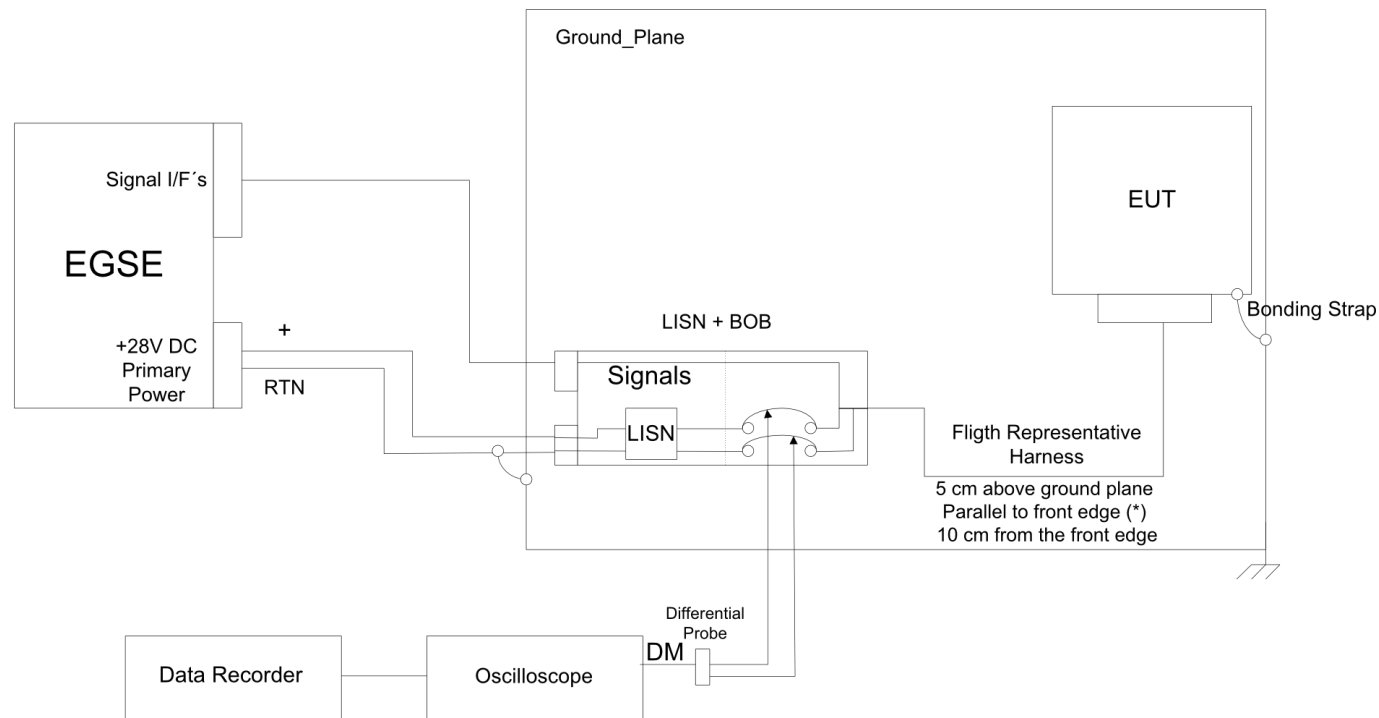 Ground_Plane
Signal I/F´s
EGSE
EUT
+28V DC
Primary
Power
+
RTN
LISN + BOB
Signals
LISN
Bonding Strap
Fligth Representative
Harness
5 cm above ground plane
Parallel to front edge (*)
10 cm from the front edge
Differential
Probe
DM
Data Recorder
Oscilloscope